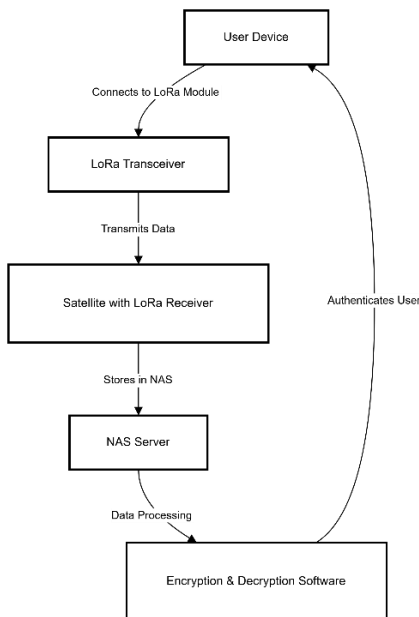 User Device
Connects to LoRa Module
LoRa Transceiver
Transmits Data
Satellite with LoRa Receiver
Authenticates User
Stores in NAS
NAS Server
Data Processing
Encryption & Decryption Software